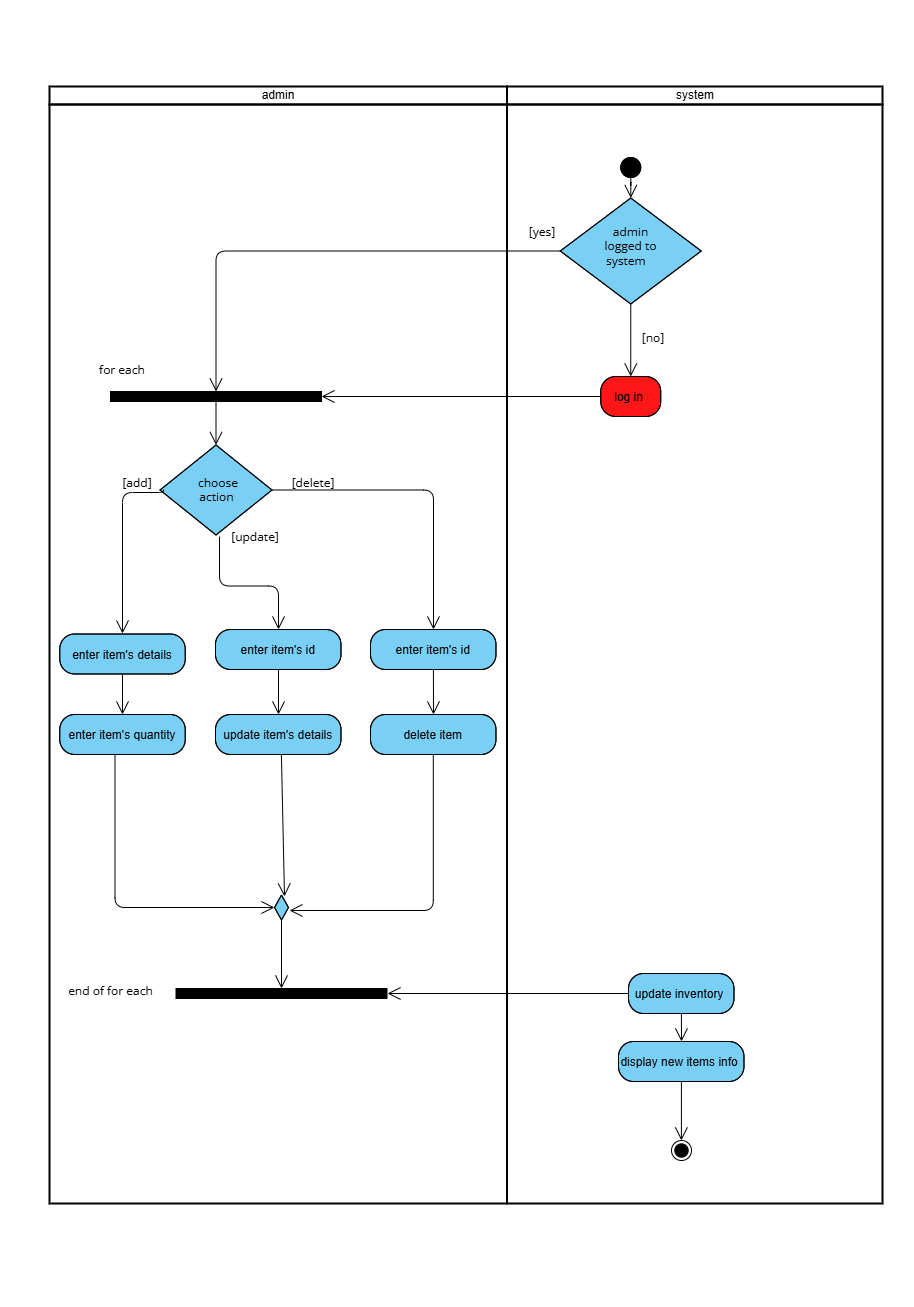 admin
system
admin
logged to
system
[yes]
[no]
for each
log in
choose
action
[add]
[delete]
[update]
enter item's details
enter item's id
enter item's id
enter item's quantity
update item's details
delete item
end of for each
update inventory
display new items info